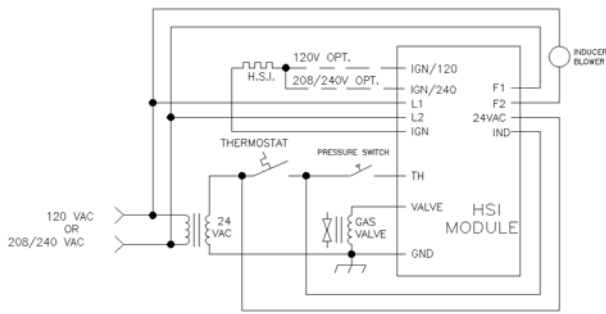 120V OPT.
H.S.I.
208/240V OPT.
IGN/120
IGN/240
L1
L2
IGN
F1
F2
24VAC
IND
INDUCER
BLOWER
THERMOSTAT
PRESSURE SWITCH
TH
VALVE
GND
HSI
MODULE
120 VAC
OR
208/240 VAC
24
VAC
GAS
VALVE